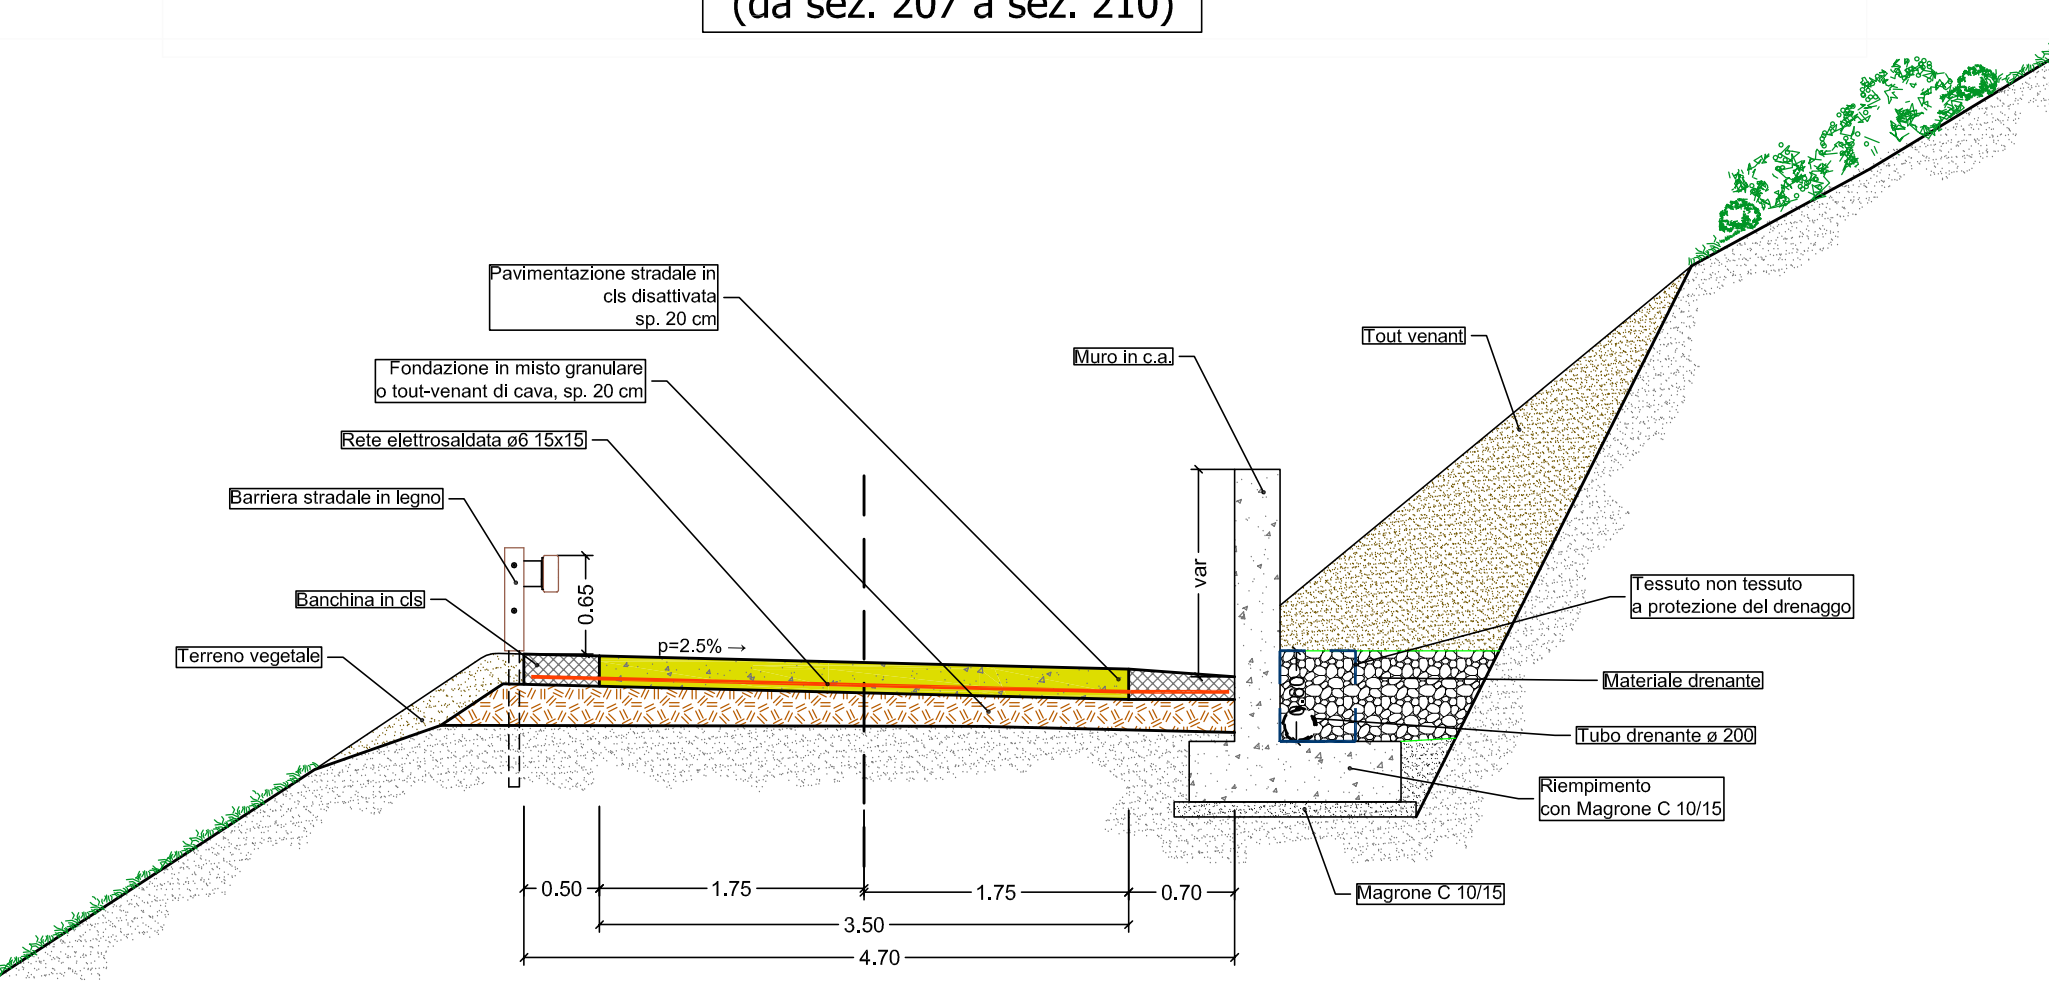 (da sez. 207 a sez. 210)
Pavimentazione stradale in
cls disattivata
sp. 20 cm
Fondazione in misto granulare
o tout-venant di cava, sp. 20 cm
Rete elettrosaldata ø6 15x15
Barriera stradale in legno
Banchina in cls
Terreno vegetale
p=2.5% →
0.65
Muro in c.a.
var
Tout venant
Tessuto non tessuto
a protezione del drenaggo
Materiale drenante
0.60
Tubo drenante ø 200
Riempimento
con Magrone C 10/15
Magrone C 10/15
0.50
1.75
1.75
0.70
3.50
4.70